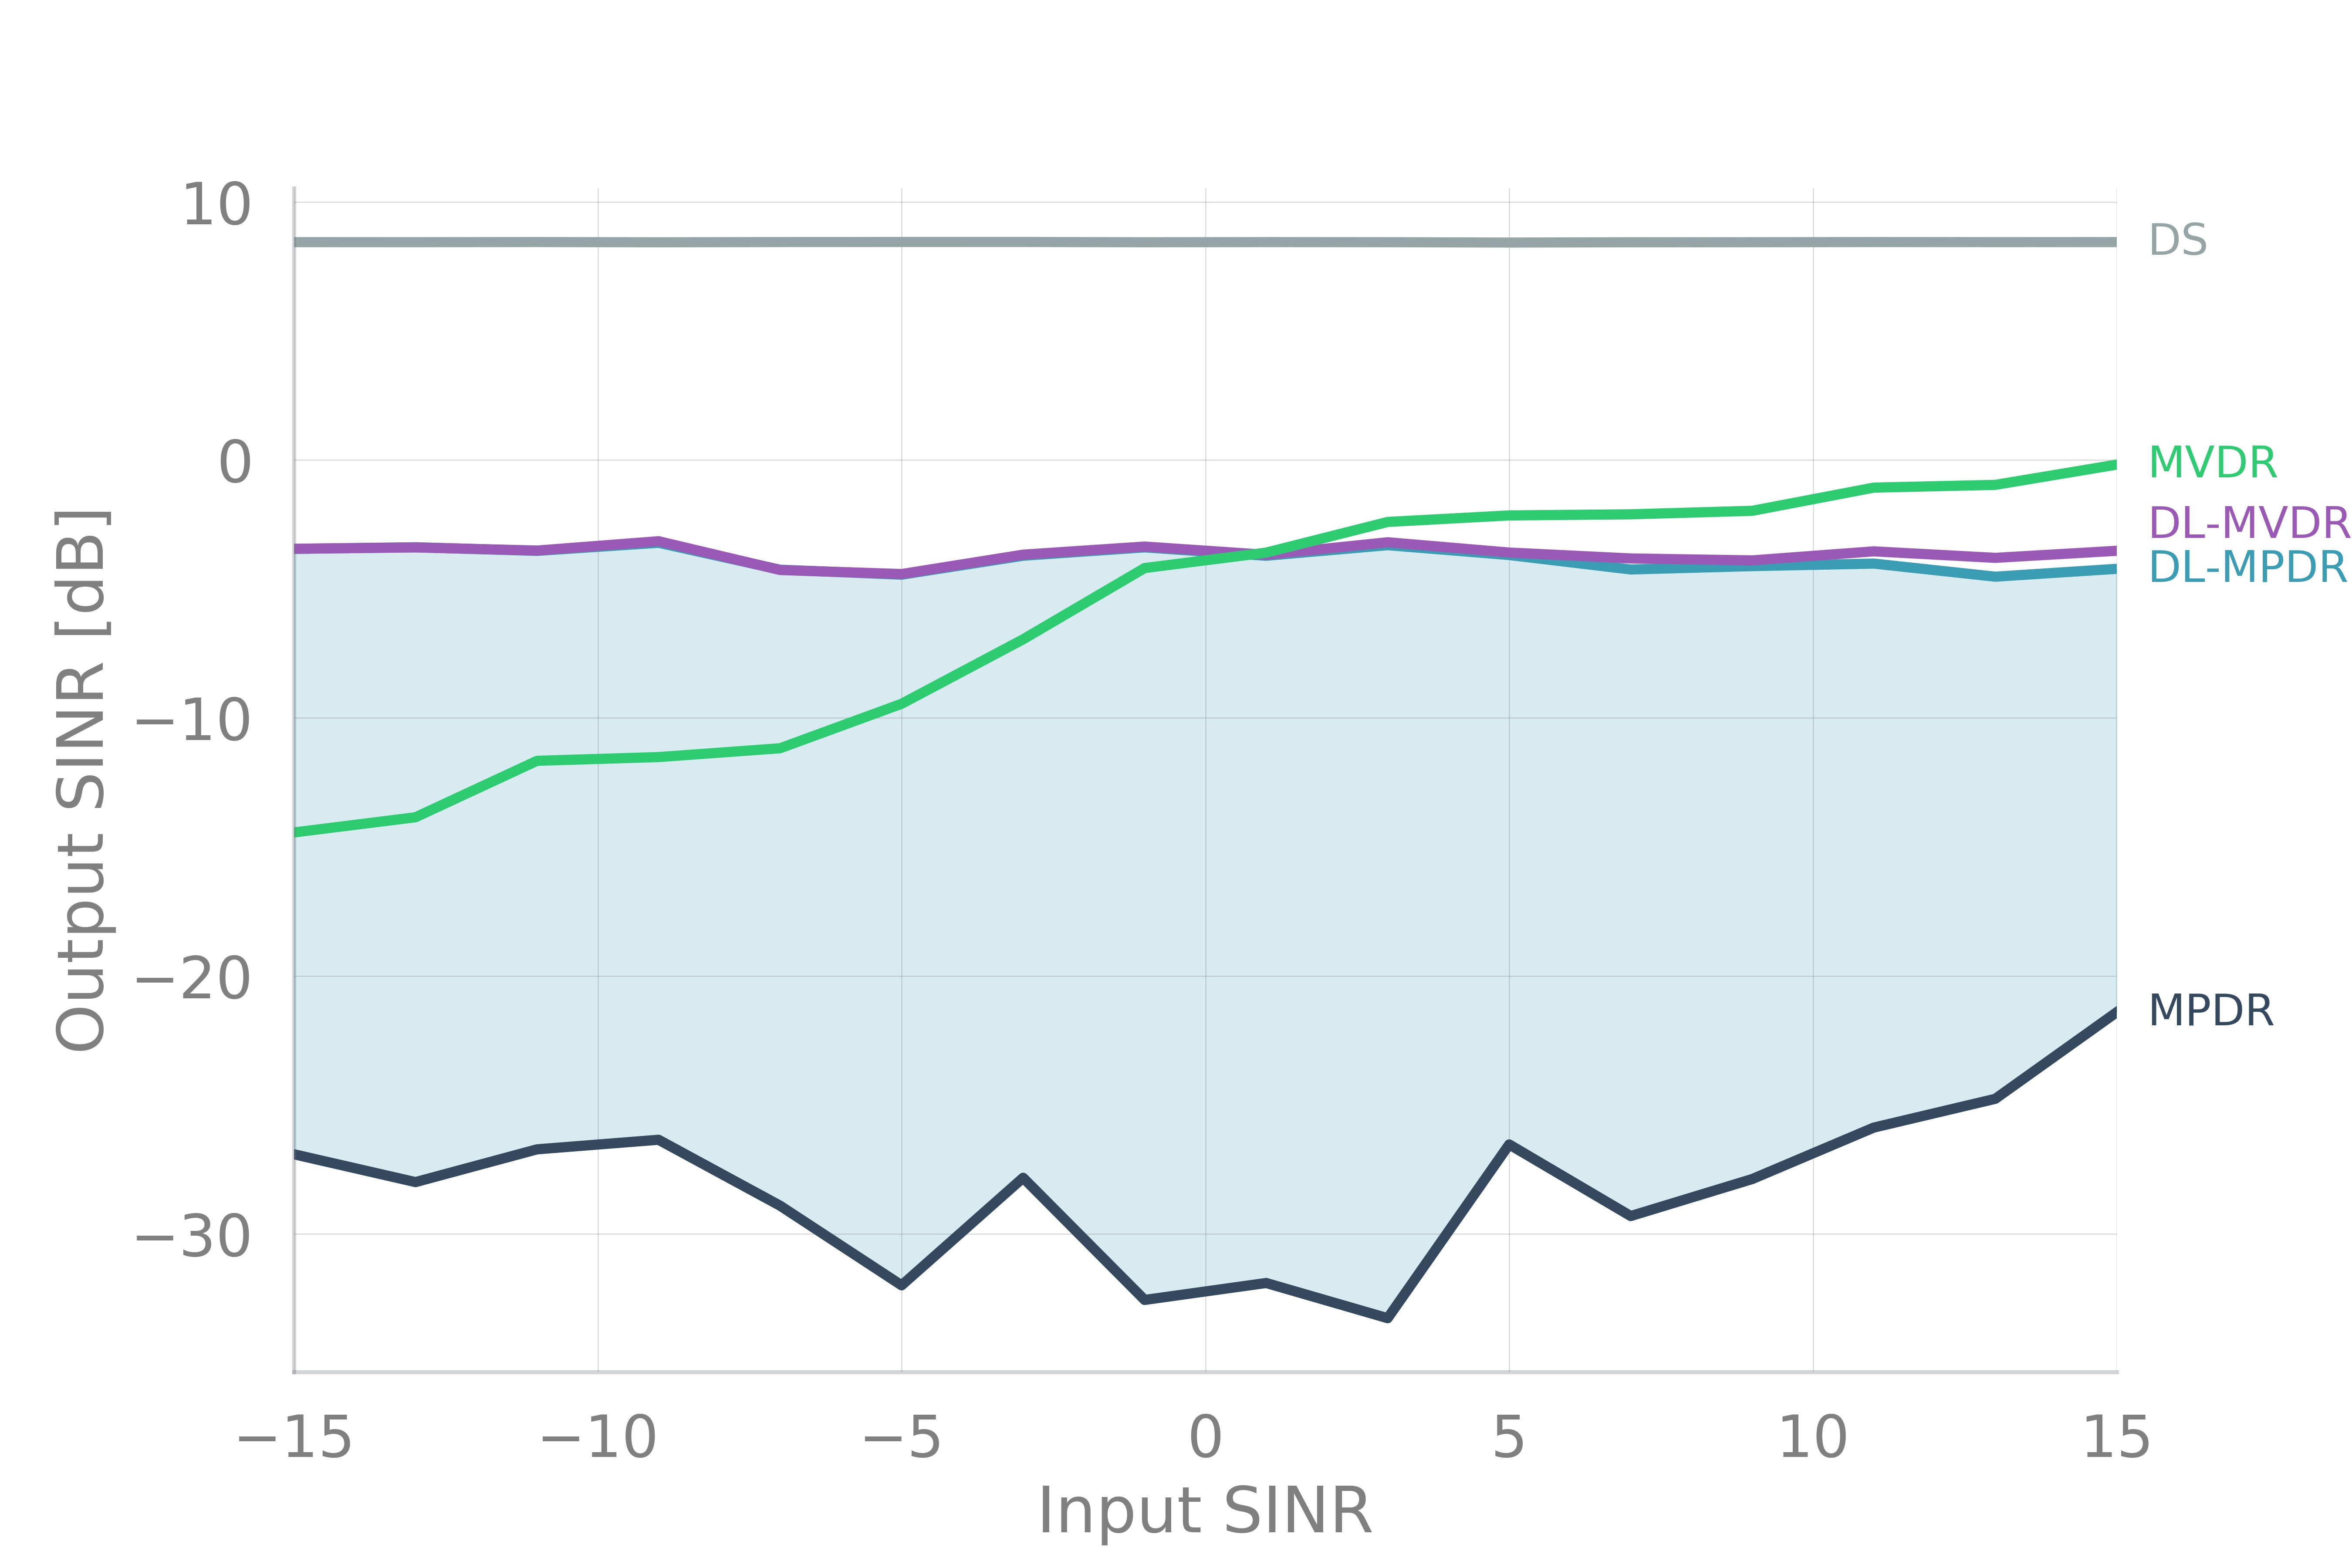 10
0
−10
−20
−30
Output SINR [dB]
DS
MVDR
DL-MVDR
DL-MPDR
MPDR
−15 −10 −5 0 5 10 15
Input SINR